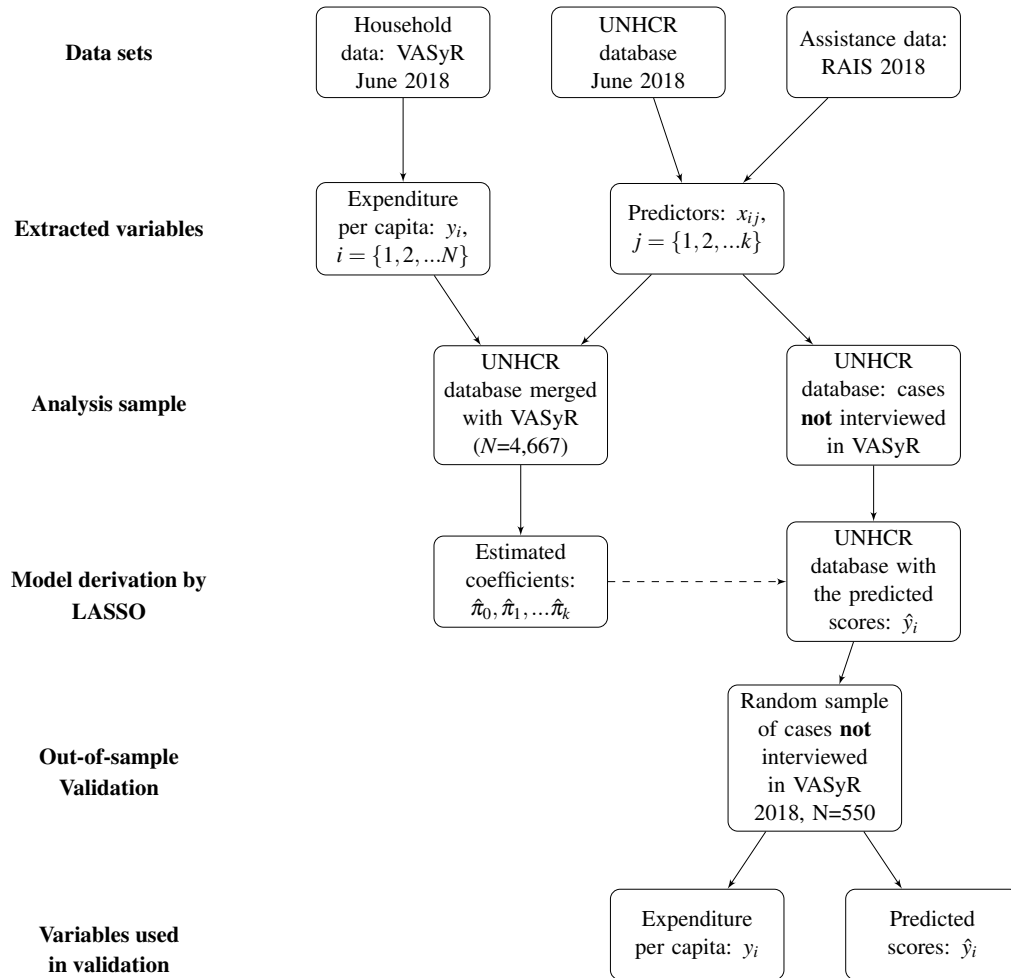 Data sets
Household
data: VASyR
June 2018
UNHCR
database
June 2018
Assistance data:
RAIS 2018
Extracted variables
Expenditure
per capita: yᵢ,
i = {1,2,...N}
Predictors: xᵢⱼ,
j = {1,2,...k}
Analysis sample
UNHCR
database merged
with VASyR
(N=4,667)
UNHCR
database: cases
not interviewed
in VASyR
Model derivation by
LASSO
Estimated
coefficients:
π̂₀, π̂₁, ...π̂ₖ
UNHCR
database with
the predicted
scores: ŷᵢ
Out-of-sample
Validation
Random sample
of cases not
interviewed
in VASyR
2018, N=550
Variables used
in validation
Expenditure
per capita: yᵢ
Predicted
scores: ŷᵢ